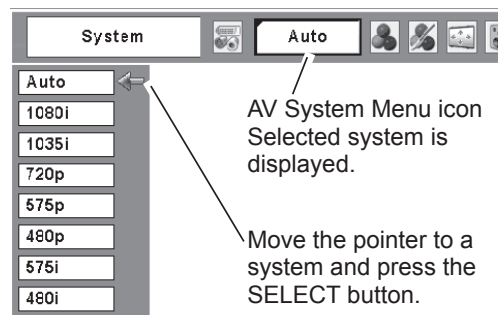 System
Auto
Auto
1080i
1035i
720p
575p
480p
575i
480i
AV System Menu icon
Selected system is
displayed.
Move the pointer to a
system and press the
SELECT button.